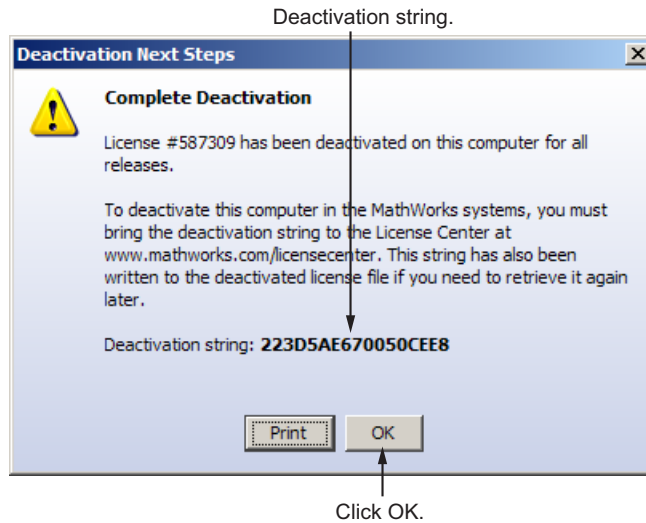 Deactivation string.
Deactivation Next Steps
Complete Deactivation
License #587309 has been deactivated on this computer for all
releases.
To deactivate this computer in the MathWorks systems, you must
bring the deactivation string to the License Center at
www.mathworks.com/licensecenter. This string has also been
written to the deactivated license file if you need to retrieve it again
later.
Deactivation string: 223D5AE670050CEE8
Print OK
Click OK.